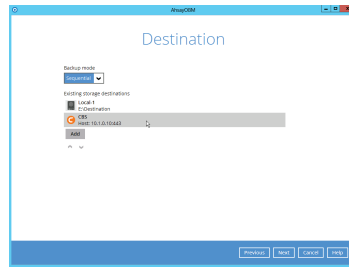 AhsayOBM
Destination
Backup mode
Sequential
Existing storage destinations
Local-1
E:\Destination
CBS
Host: 10.1.0.10:443
Add
Previous Next Cancel Help